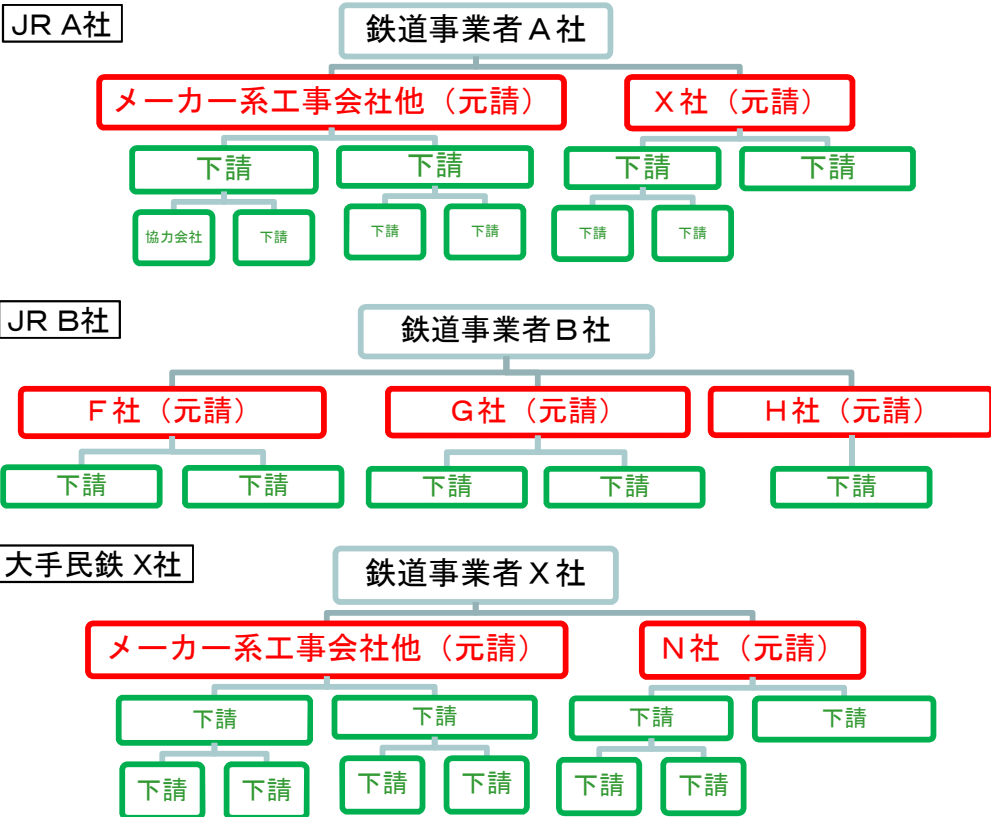 JR A社
鉄道事業者A社
メーカー系工事会社他（元請）
X社（元請）
下請
下請
下請
下請
協力会社
下請
下請
下請
下請
下請
JR B社
鉄道事業者B社
F社（元請）
G社（元請）
H社（元請）
下請
下請
下請
下請
下請
大手民鉄 X社
鉄道事業者X社
メーカー系工事会社他（元請）
N社（元請）
下請
下請
下請
下請
下請
下請
下請
下請
下請
下請